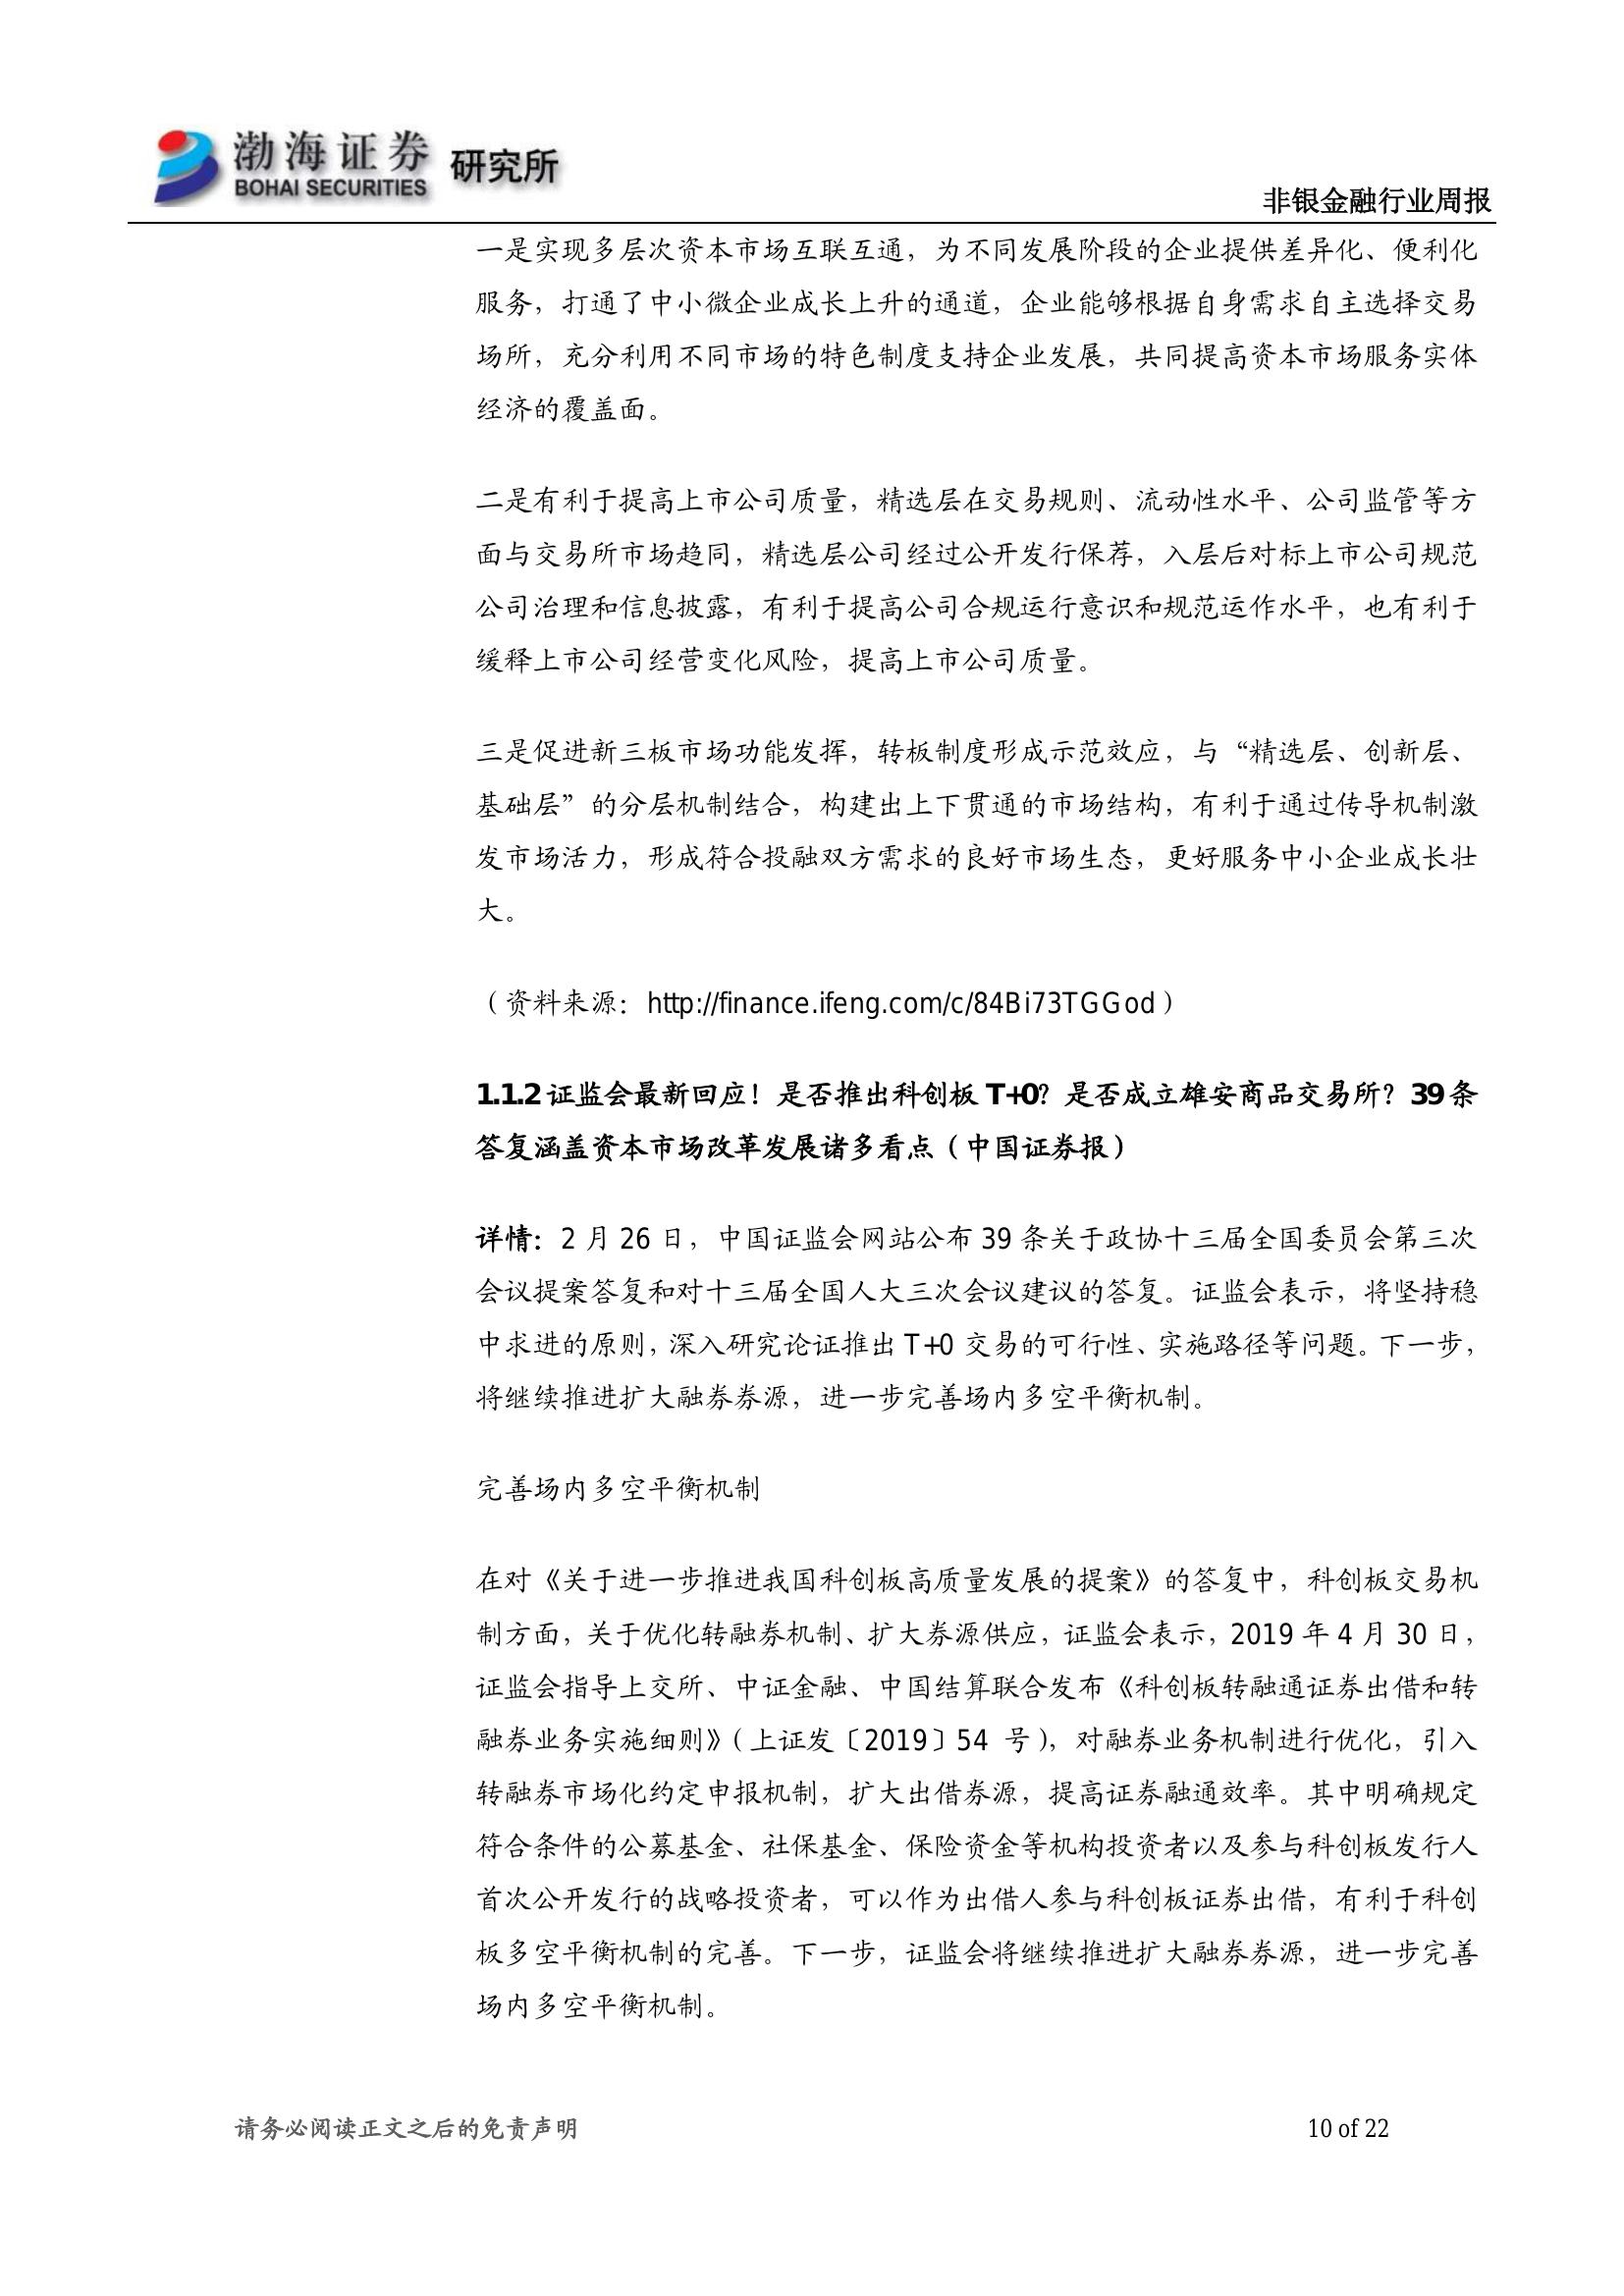 渤海证券 研究所
BOHAI SECURITIES
非银金融行业周报
一是实现多层次资本市场互联互通，为不同发展阶段的企业提供差异化、便利化
服务，打通了中小微企业成长上升的通道，企业能够根据自身需求自主选择交易
场所，充分利用不同市场的特色制度支持企业发展，共同提高资本市场服务实体
经济的覆盖面。
二是有利于提高上市公司质量，精选层在交易规则、流动性水平、公司监管等方
面与交易所市场趋同，精选层公司经过公开发行保荐，入层后对标上市公司规范
公司治理和信息披露，有利于提高公司合规运行意识和规范运作水平，也有利于
缓释上市公司经营变化风险，提高上市公司质量。
三是促进新三板市场功能发挥，转板制度形成示范效应，与“精选层、创新层、
基础层”的分层机制结合，构建出上下贯通的市场结构，有利于通过传导机制激
发市场活力，形成符合投融双方需求的良好市场生态，更好服务中小企业成长壮
大。
（资料来源：http://finance.ifeng.com/c/84Bi73TGGod）
1.1.2 证监会最新回应！是否推出科创板 T+0？是否成立雄安商品交易所？39 条
答复涵盖资本市场改革发展诸多看点（中国证券报）
详情：2 月 26 日，中国证监会网站公布 39 条关于政协十三届全国委员会第三次
会议提案答复和对十三届全国人大三次会议建议的答复。证监会表示，将坚持稳
中求进的原则，深入研究论证推出 T+0 交易的可行性、实施路径等问题。下一步，
将继续推进扩大融券券源，进一步完善场内多空平衡机制。
完善场内多空平衡机制
在对《关于进一步推进我国科创板高质量发展的提案》的答复中，科创板交易机
制方面，关于优化转融券机制、扩大券源供应，证监会表示，2019 年 4 月 30 日，
证监会指导上交所、中证金融、中国结算联合发布《科创板转融通证券出借和转
融券业务实施细则》（上证发〔2019〕54 号），对融券业务机制进行优化，引入
转融券市场化约定申报机制，扩大出借券源，提高证券融通效率。其中明确规定
符合条件的公募基金、社保基金、保险资金等机构投资者以及参与科创板发行人
首次公开发行的战略投资者，可以作为出借人参与科创板证券出借，有利于科创
板多空平衡机制的完善。下一步，证监会将继续推进扩大融券券源，进一步完善
场内多空平衡机制。
请务必阅读正文之后的免责声明
10 of 22